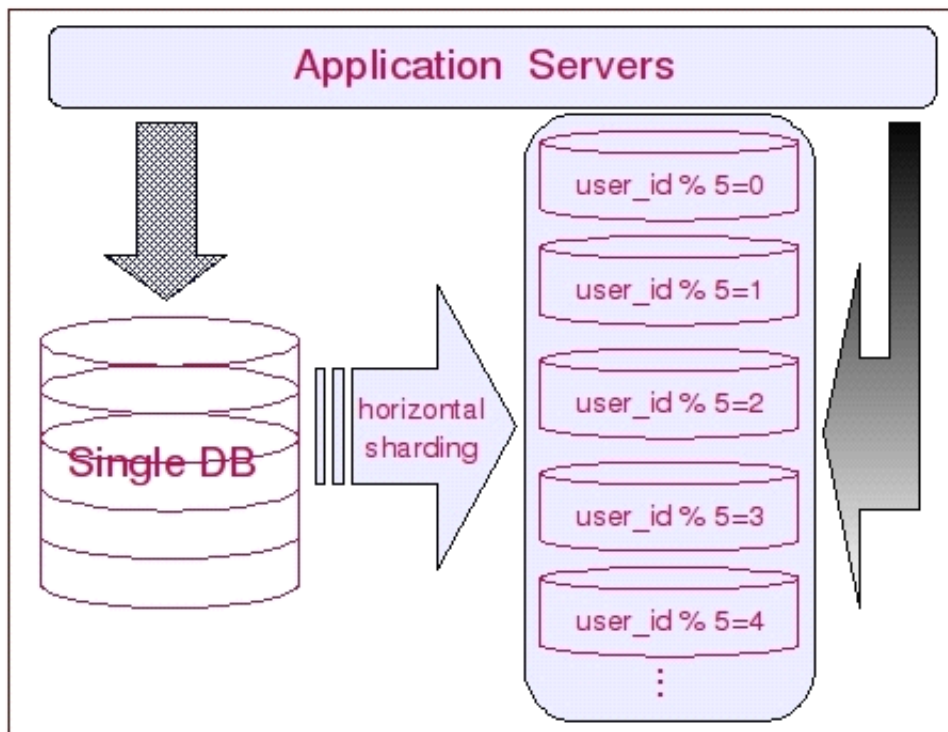 Application Servers
user_id % 5=0
user_id % 5=1
user_id % 5=2
user_id % 5=3
user_id % 5=4
⋮
Single DB
horizontal
sharding